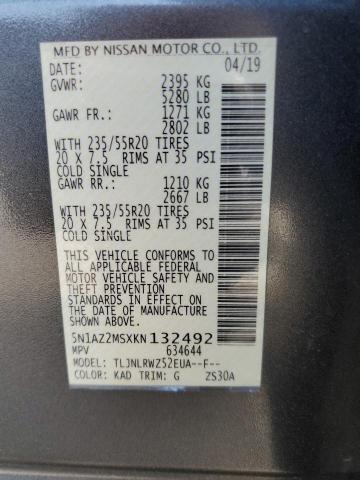 MFD BY NISSAN MOTOR CO., LTD.
DATE: 04/19
GVWR: 2395 KG
5280 LB
GAWR FR.: 1271 KG
2802 LB
WITH 235/55R20 TIRES
20 X 7.5 RIMS AT 35 PSI
COLD SINGLE
GAWR RR.: 1210 KG
2667 LB
WITH 235/55R20 TIRES
20 X 7.5 RIMS AT 35 PSI
COLD SINGLE
THIS VEHICLE CONFORMS TO
ALL APPLICABLE FEDERAL
MOTOR VEHICLE SAFETY AND
AND THEFT PREVENTION
STANDARDS IN EFFECT ON
THE DATE OF MANUFACTURE
SHOWN ABOVE.
5N1AZ2MSXKN132492
MPV 634644
MODEL: TLJNLRWZ52EUA--F--
COLOR: KAD TRIM: G ZS30A